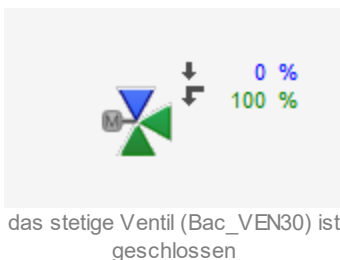 0 %
M
100 %
das stetige Ventil (Bac_VEN30) ist
geschlossen